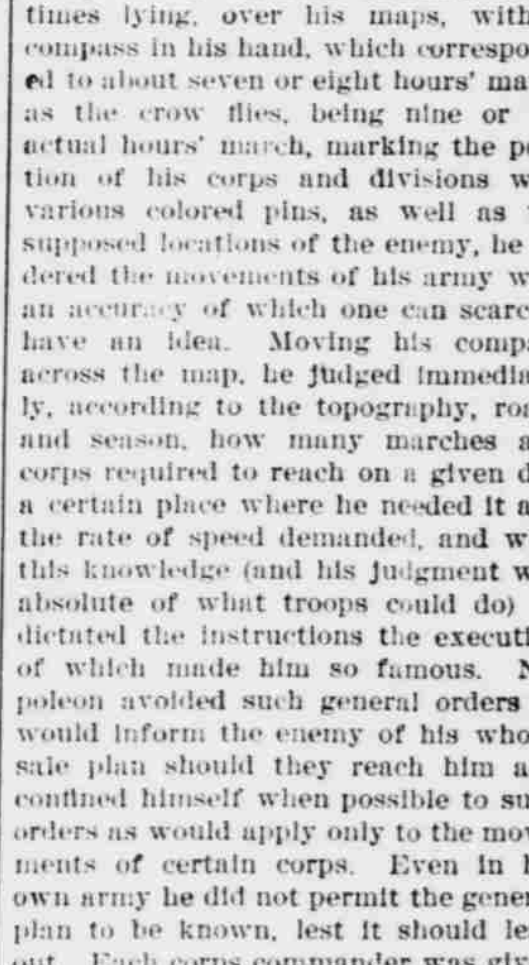 times lying, over his maps, with
compass in his hand, which correspo
ed to about seven or eight hours' ma
as the crow flies, being nine or
actual hours' march, marking the po
tion of his corps and divisions w
various colored pins, as well as
supposed locations of the enemy, he
dered the movements of his army w
an accuracy of which one can scarc
have an idea. Moving his compa
across the map, he judged immedia
ly, according to the topography, roa
and season, how many marches a
corps required to reach on a given d
a certain place where he needed it a
the rate of speed demanded, and w
this knowledge (and his judgment w
absolute of what troops could do)
dictated the instructions the executi
of which made him so famous. N
poleon avoided such general orders
would inform the enemy of his who
sale plan should they reach him a
confined himself when possible to su
orders as would apply only to the mov
ments of certain corps. Even in h
own army he did not permit the gener
plan to be known, lest it should le
out. Each corps commander was giv